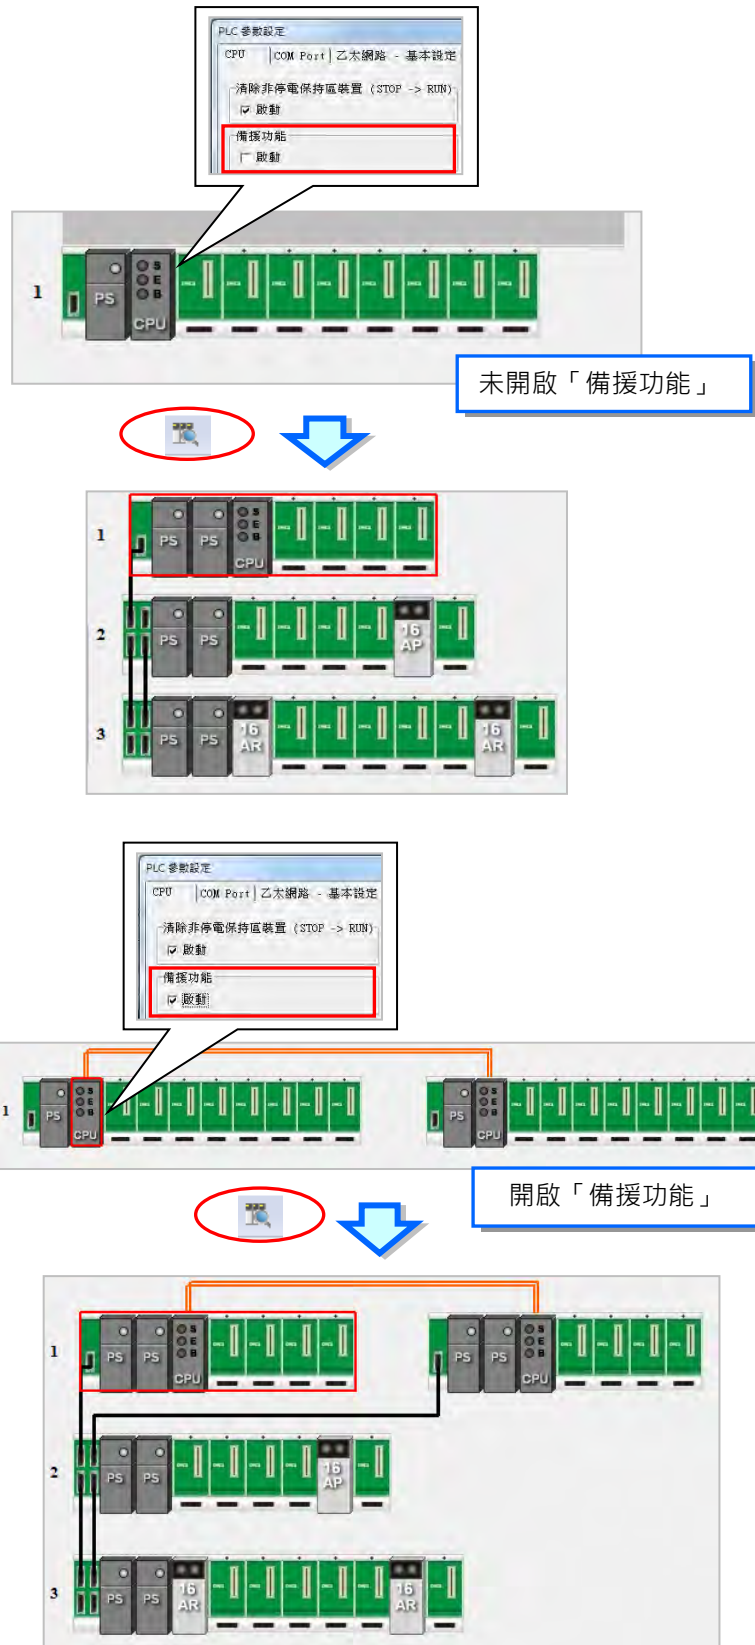 PLC 參數設定
CPU COM Port 乙太網路 - 基本設定
清除非停電保持區裝置 (STOP -> RUN)
啟動
備援功能
啟動
1
PS
CPU
S
E
B
未開啟「備援功能」
1
PS PS CPU
S
E
B
2
PS PS 16 AP
3
PS PS 16 AR 16 AR
PLC 參數設定
CPU COM Port 乙太網路 - 基本設定
清除非停電保持區裝置 (STOP -> RUN)
啟動
備援功能
啟動
1
PS CPU PS CPU
S S
E E
B B
開啟「備援功能」
1
PS PS CPU PS PS CPU
S S
E E
B B
2
PS PS 16 AP
3
PS PS 16 AR 16 AR